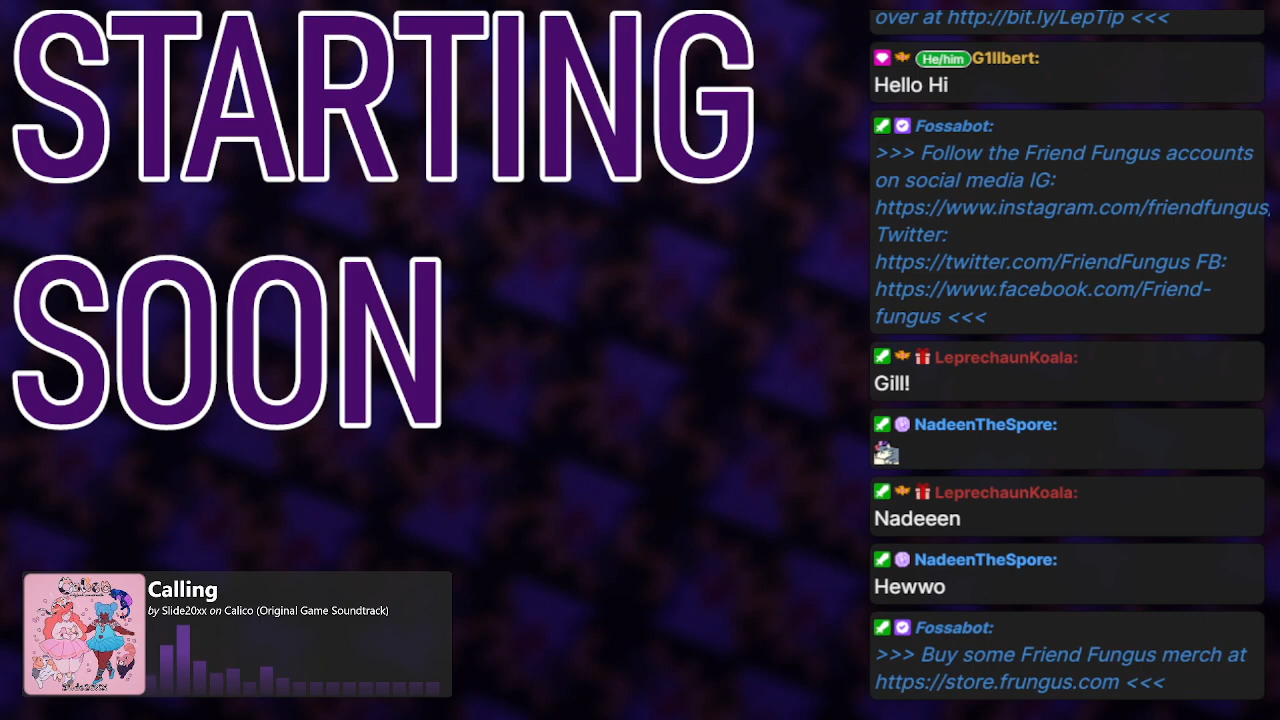 STARTING
SOON
Calling
by Slide20xx on Calico (Original Game Soundtrack)
Calico
over at http://bit.ly/LepTip <<<
He/him G1llbert:
Hello Hi
Fossabot:
>>> Follow the Friend Fungus accounts
on social media IG:
https://www.instagram.com/friendfungus
Twitter:
https://twitter.com/FriendFungus FB:
https://www.facebook.com/Friend-
fungus <<<
LeprechaunKoala:
Gill!
NadeenTheSpore:
LeprechaunKoala:
Nadeeen
NadeenTheSpore:
Hewwo
Fossabot:
>>> Buy some Friend Fungus merch at
https://store.frungus.com <<<